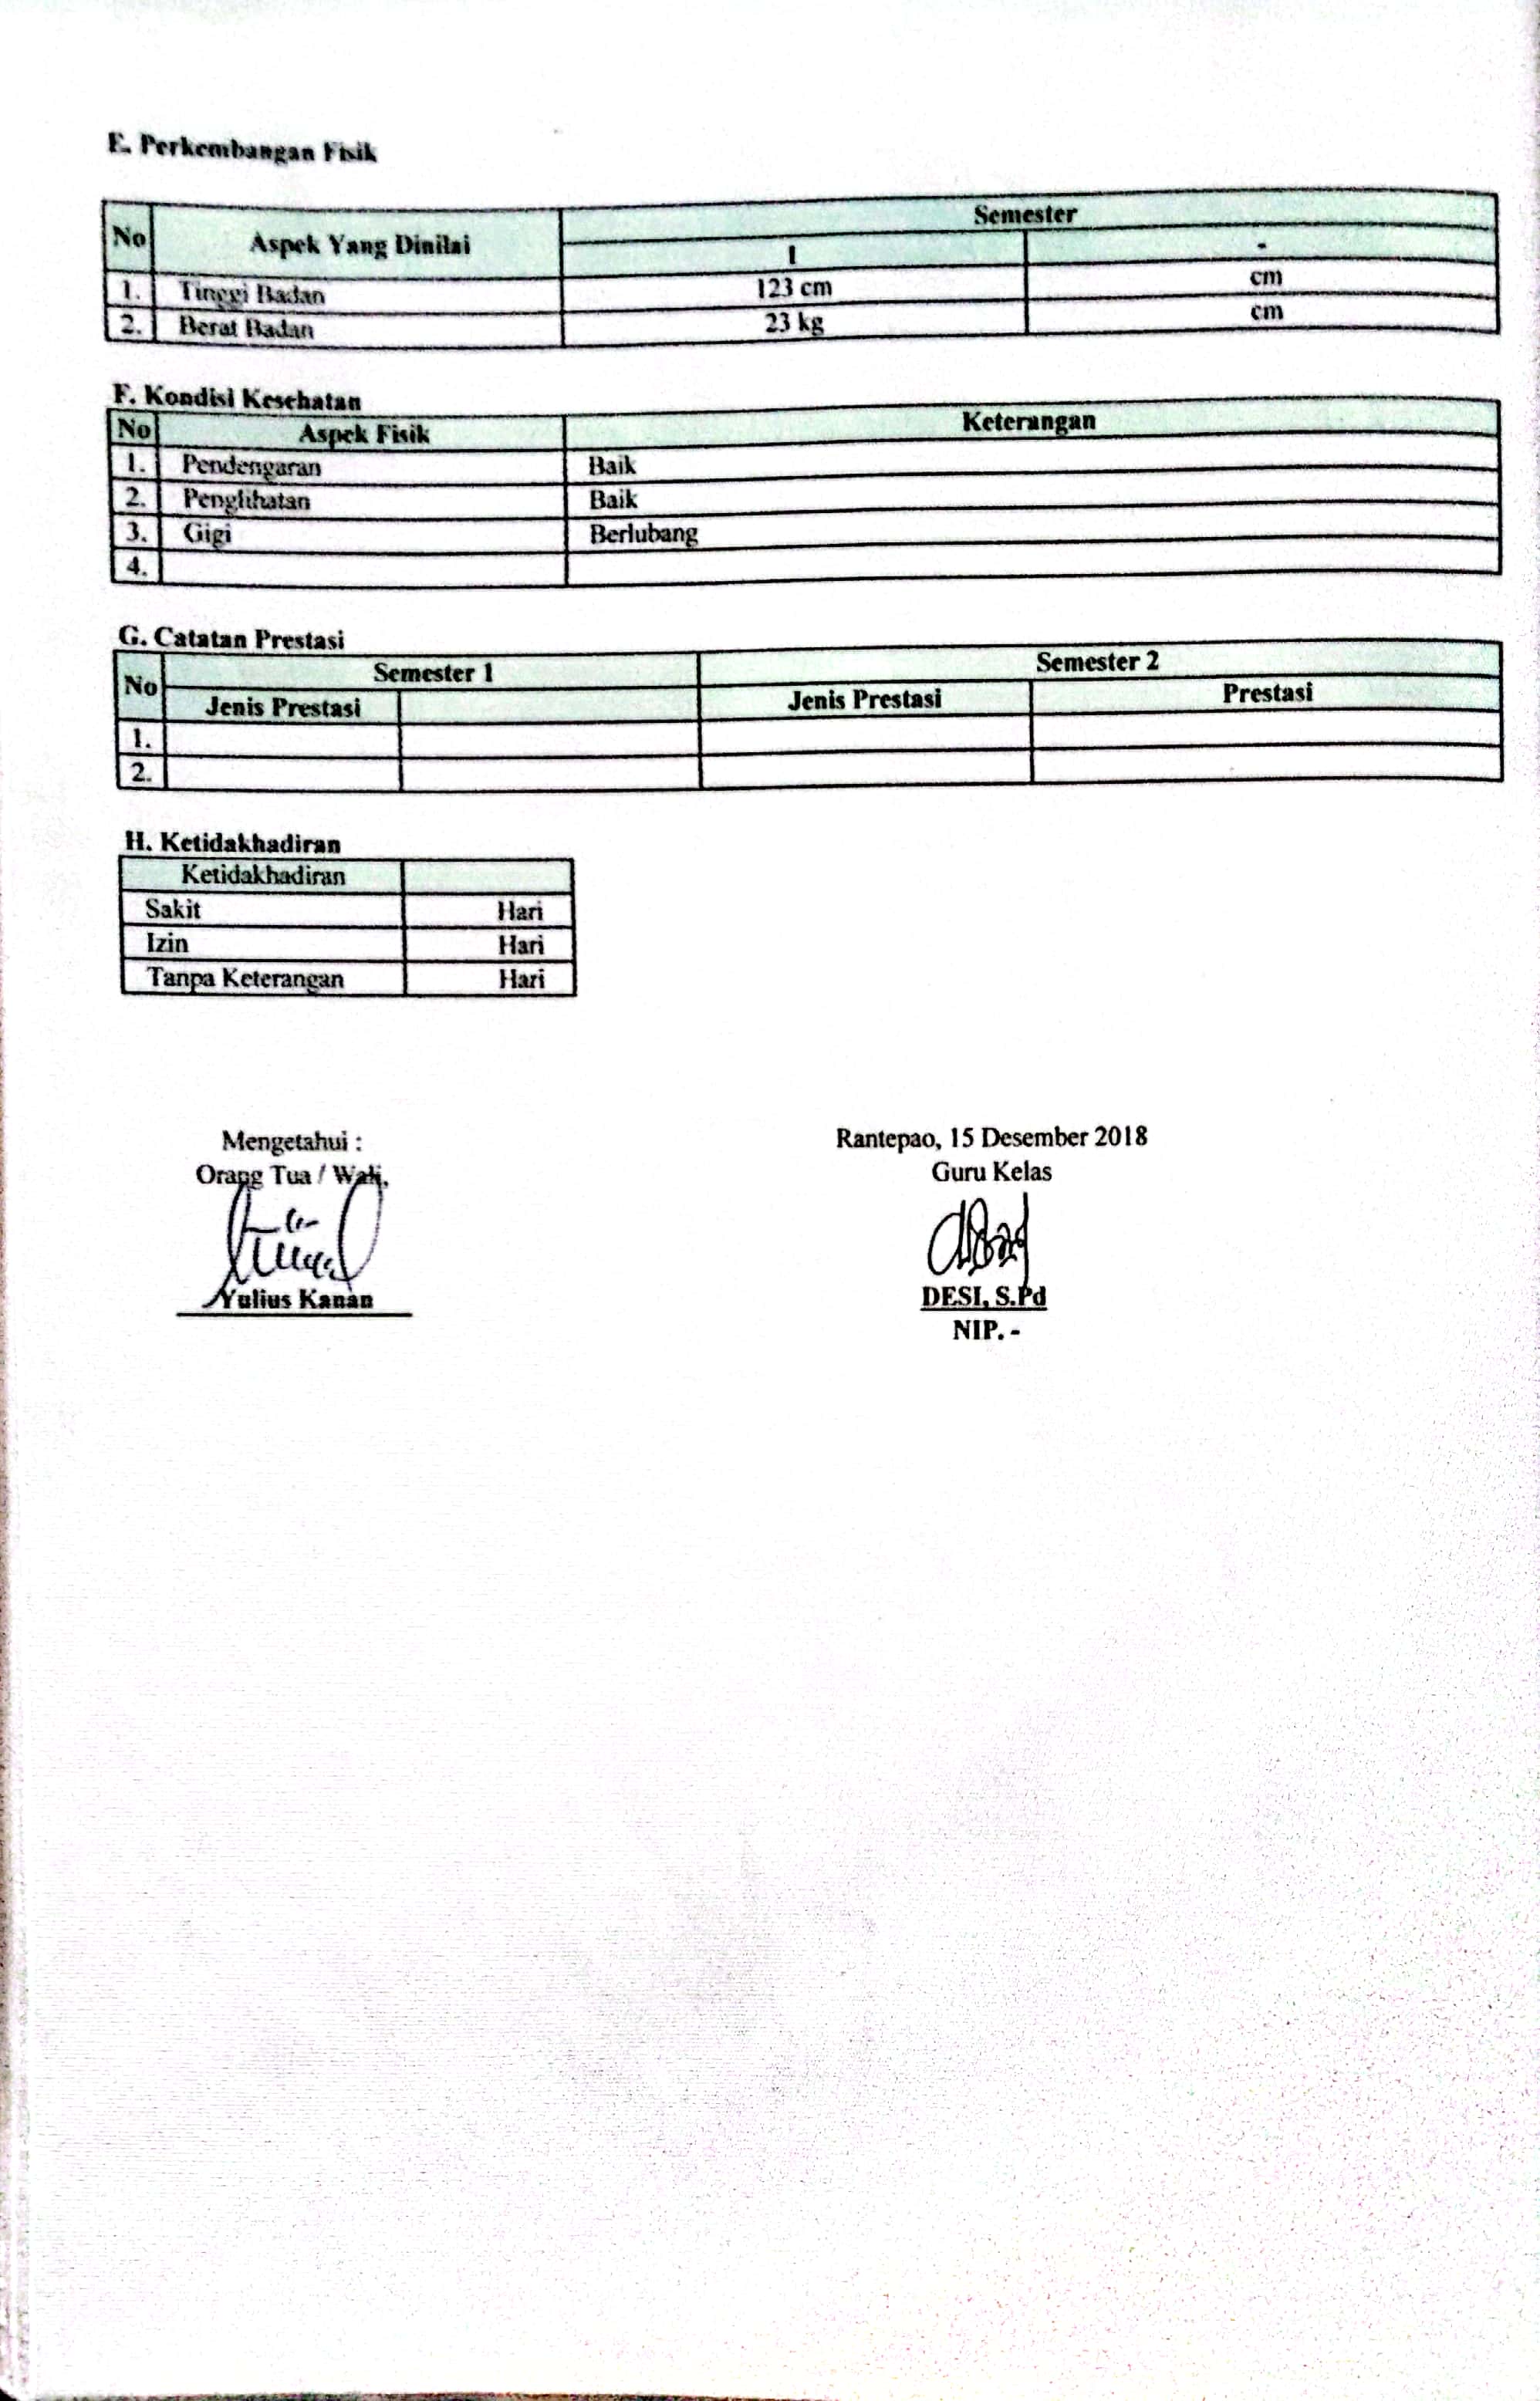 E. Perkembangan Fisik
No Aspek Yang Dinilai Semester
I -
1. Tinggi Badan 123 cm cm
2. Berat Badan 23 kg cm
F. Kondisi Kesehatan
No Aspek Fisik Keterangan
1. Pendengaran Baik
2. Penglihatan Baik
3. Gigi Berlubang
4.
G. Catatan Prestasi
No Semester 1 Semester 2
Jenis Prestasi Jenis Prestasi Prestasi
1.
2.
H. Ketidakhadiran
Ketidakhadiran
Sakit Hari
Izin Hari
Tanpa Keterangan Hari
Mengetahui : Rantepao, 15 Desember 2018
Orang Tua / Wali, Guru Kelas
Yulius Kanan DESI, S.Pd
NIP. -